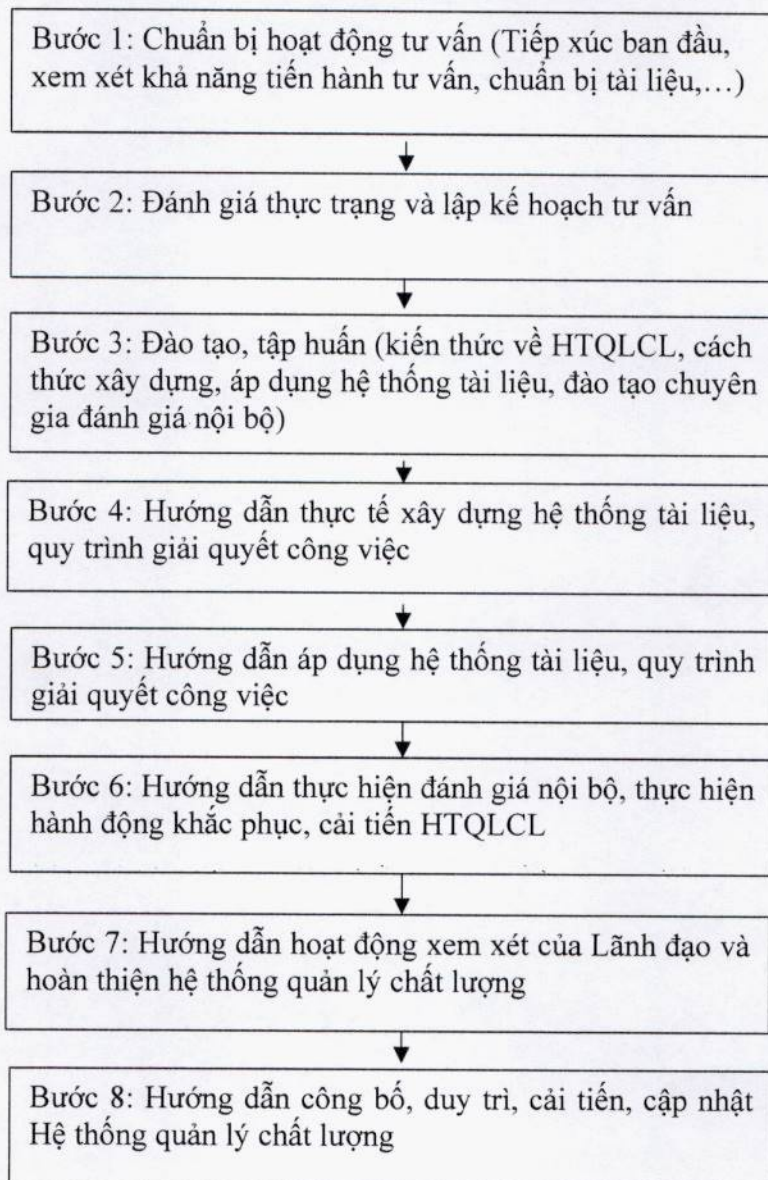 Bước 1: Chuẩn bị hoạt động tư vấn (Tiếp xúc ban đầu,
xem xét khả năng tiến hành tư vấn, chuẩn bị tài liệu,…)
Bước 2: Đánh giá thực trạng và lập kế hoạch tư vấn
Bước 3: Đào tạo, tập huấn (kiến thức về HTQLCL, cách
thức xây dựng, áp dụng hệ thống tài liệu, đào tạo chuyên
gia đánh giá nội bộ)
Bước 4: Hướng dẫn thực tế xây dựng hệ thống tài liệu,
quy trình giải quyết công việc
Bước 5: Hướng dẫn áp dụng hệ thống tài liệu, quy trình
giải quyết công việc
Bước 6: Hướng dẫn thực hiện đánh giá nội bộ, thực hiện
hành động khắc phục, cải tiến HTQLCL
Bước 7: Hướng dẫn hoạt động xem xét của Lãnh đạo và
hoàn thiện hệ thống quản lý chất lượng
Bước 8: Hướng dẫn công bố, duy trì, cải tiến, cập nhật
Hệ thống quản lý chất lượng